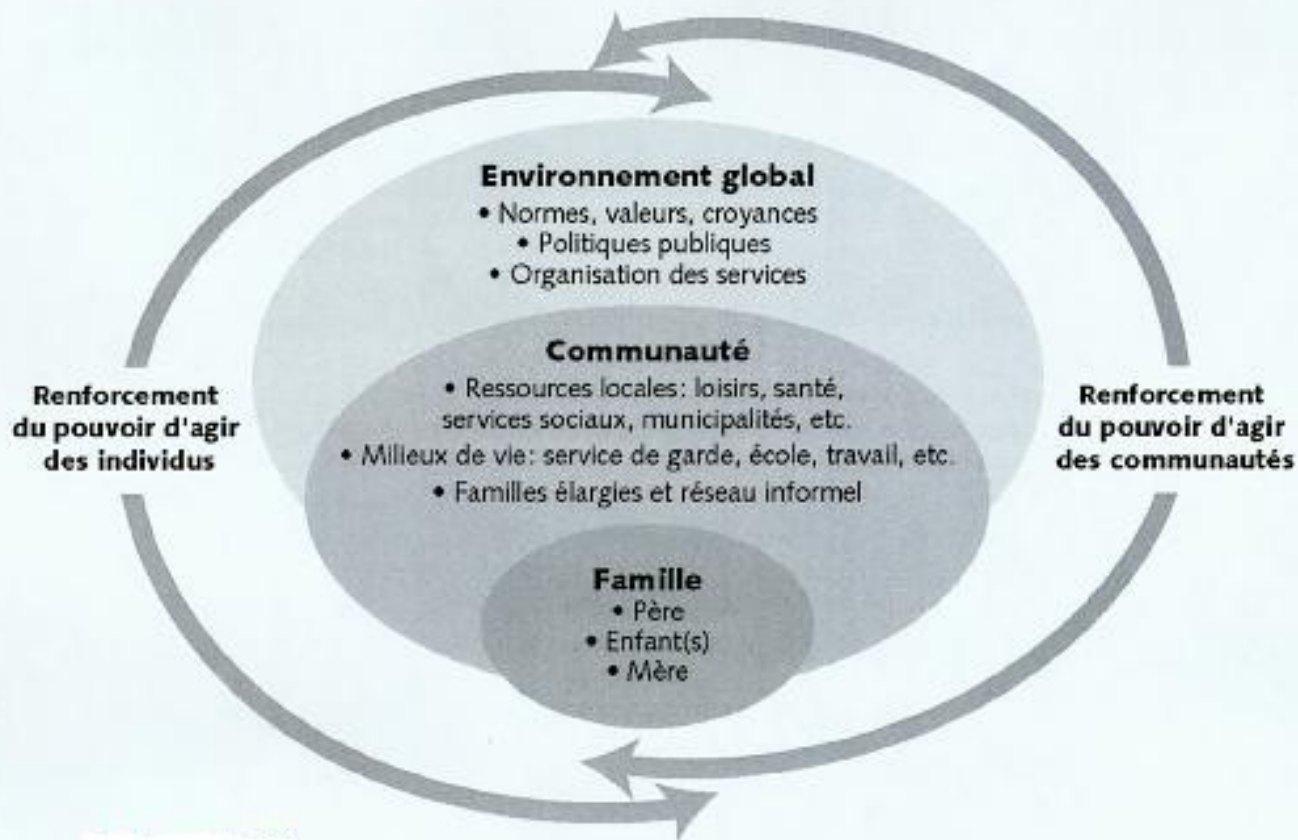 Environnement global
• Normes, valeurs, croyances
• Politiques publiques
• Organisation des services
Communauté
• Ressources locales: loisirs, santé,
services sociaux, municipalités, etc.
• Milieux de vie: service de garde, école, travail, etc.
• Familles élargies et réseau informel
Famille
• Père
• Enfant(s)
• Mère
Renforcement
du pouvoir d'agir
des individus
Renforcement
du pouvoir d'agir
des communautés